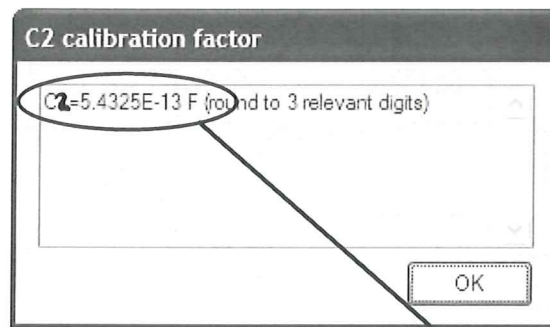 C2 calibration factor
C2=5.4325E-13 F (round to 3 relevant digits)
OK